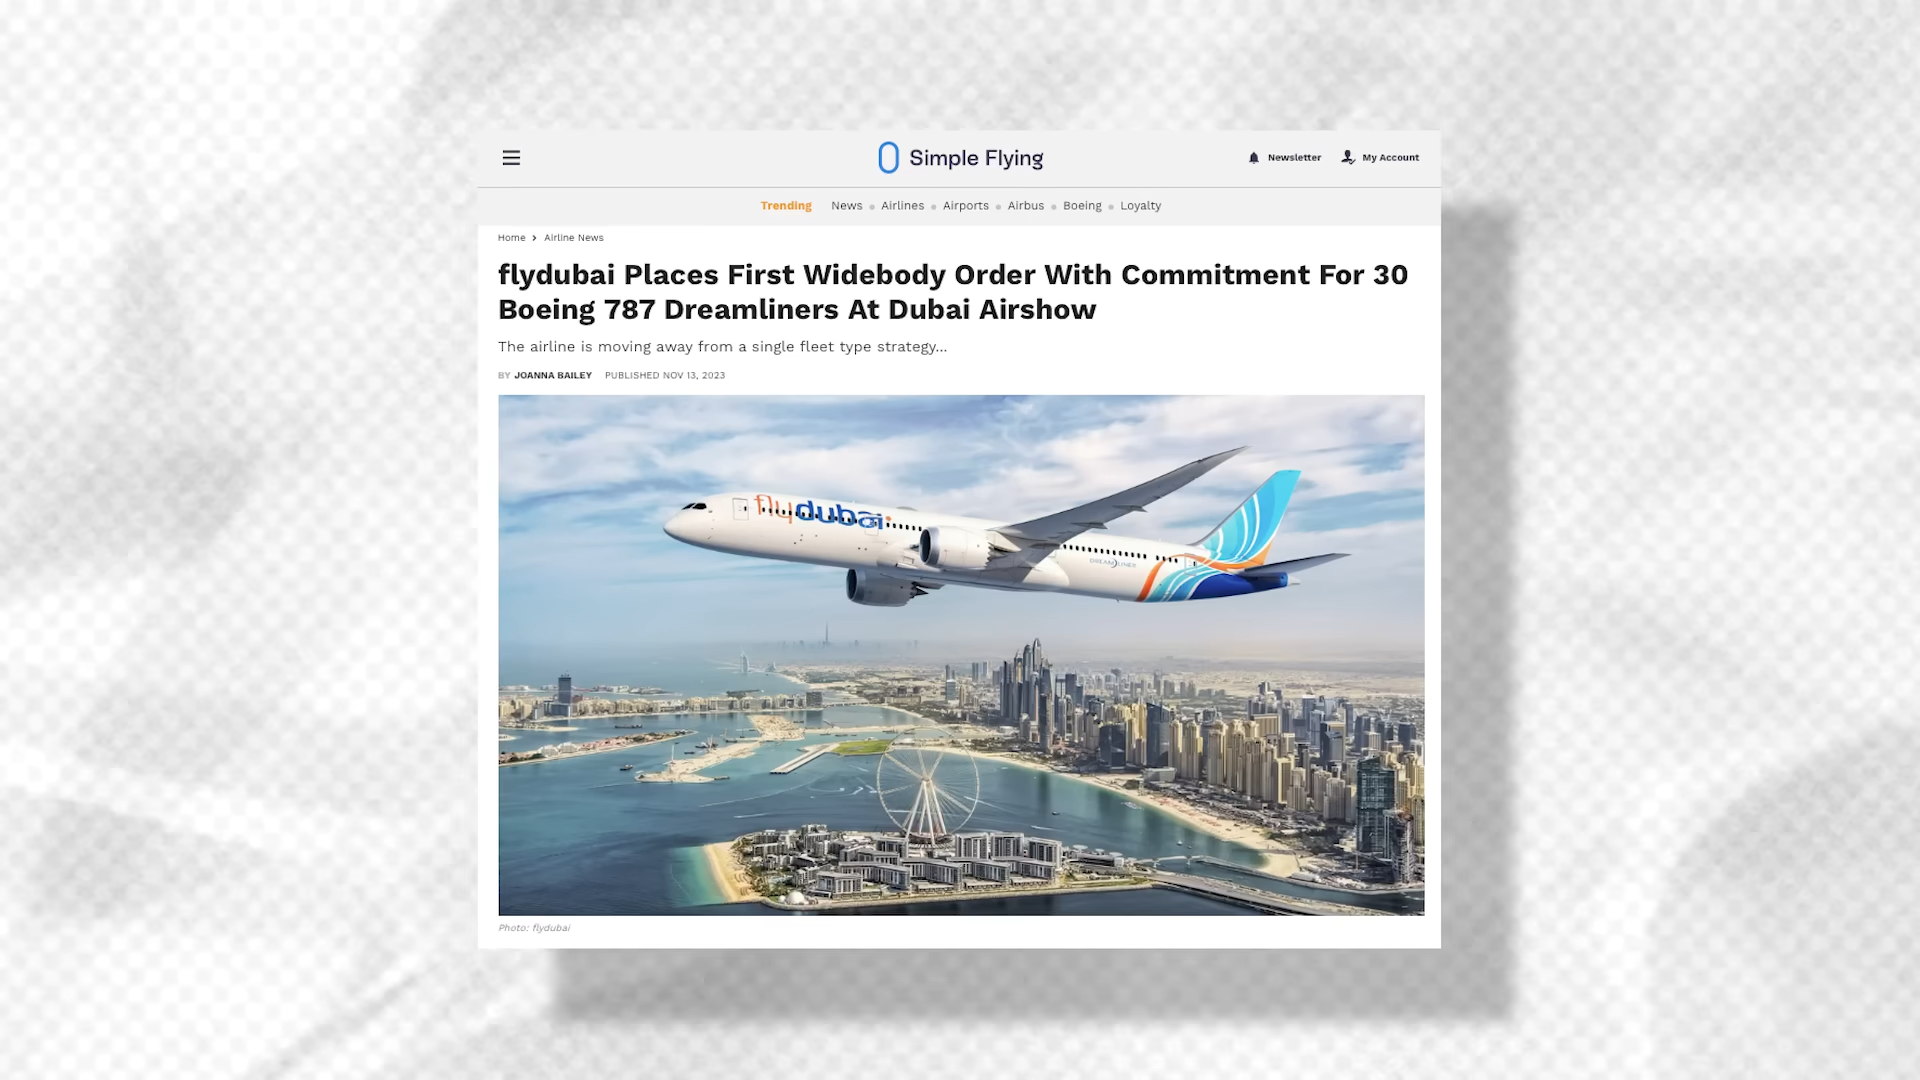 Simple Flying
Newsletter
My Account
Trending
News
Airlines
Airports
Airbus
Boeing
Loyalty
Home > Airline News
flydubai Places First Widebody Order With Commitment For 30
Boeing 787 Dreamliners At Dubai Airshow
The airline is moving away from a single fleet type strategy...
BY JOANNA BAILEY PUBLISHED NOV 13, 2023
flydubai
DREAMLINER
Photo: flydubai